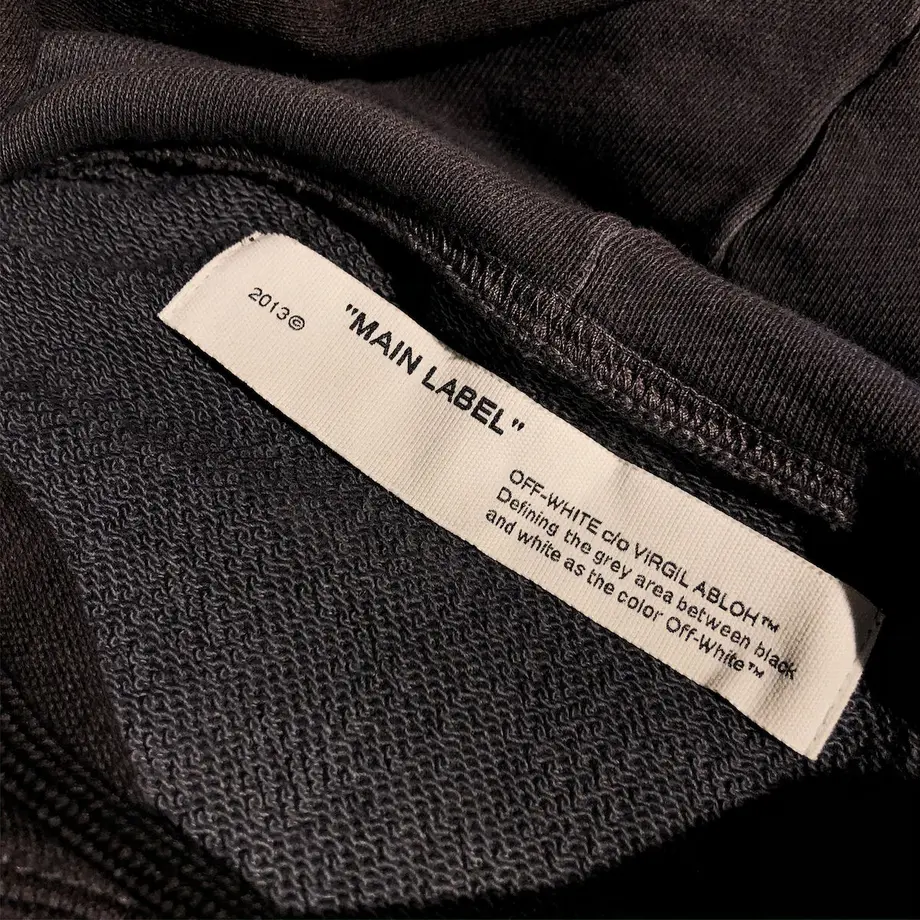 2013©
"MAIN LABEL"
OFF-WHITE c/o VIRGIL ABLOH™
Defining the grey area between black
and white as the color Off-White™